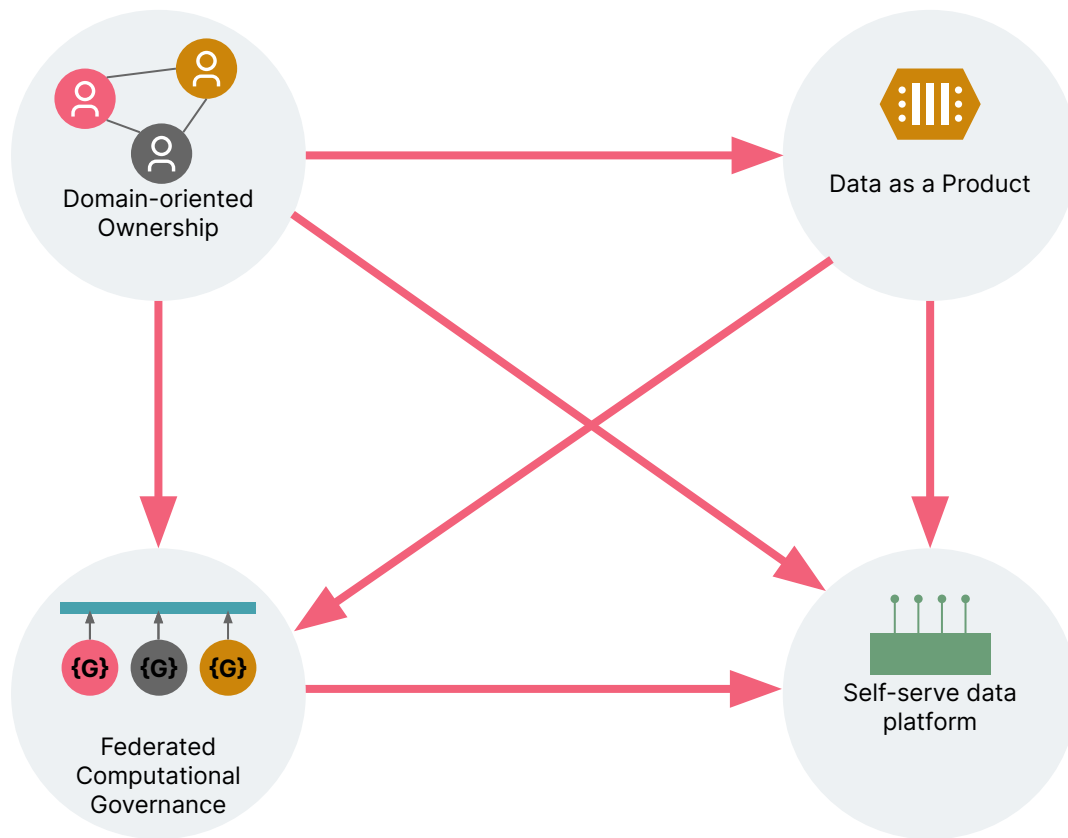 Domain-oriented
Ownership
Data as a Product
{G} {G} {G}
Federated
Computational
Governance
Self-serve data
platform